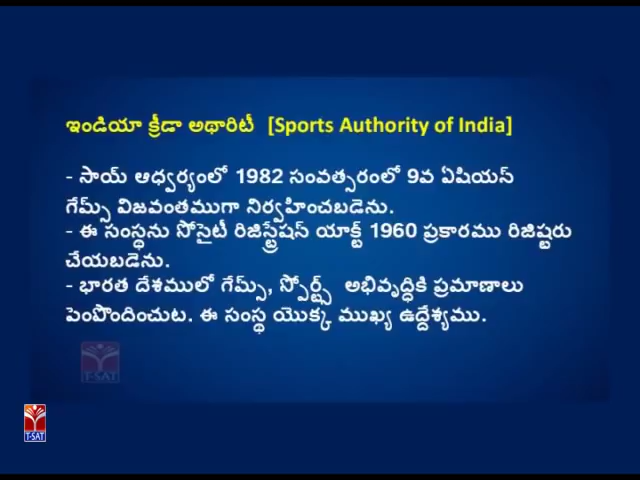 ఇండియా క్రీడా అథారిటీ [Sports Authority of India]
- సాయ్ ఆధ్వర్యంలో 1982 సంవత్సరంలో 9వ ఏషియన్
గేమ్స్ విజవంతముగా నిర్వహించబడెను.
- ఈ సంస్థను సోసైటీ రిజిస్ట్రేషన్ యాక్ట్ 1960 ప్రకారము రిజిష్టరు
చేయబడెను.
- భారత దేశములో గేమ్స్, స్పోర్ట్స్ అభివృద్ధికి ప్రమాణాలు
పెంపొందించుట. ఈ సంస్థ యొక్క ముఖ్య ఉద్దేశ్యము.
T-SAT
T-SAT